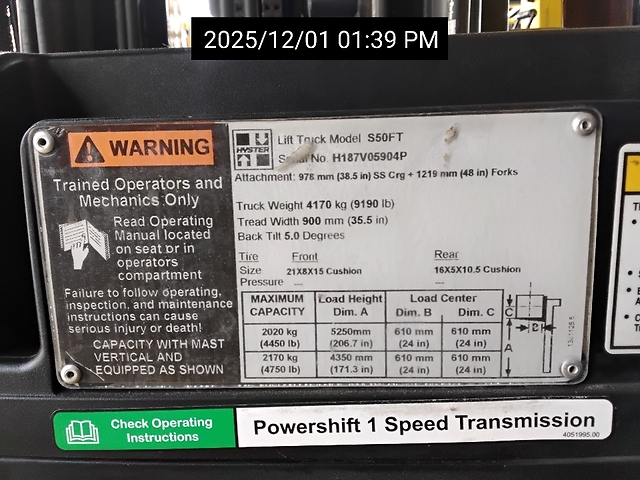 2025/12/01 01:39 PM
WARNING
Trained Operators and
Mechanics Only
Read Operating
Manual located
on seat or in
operators
compartment
Failure to follow operating,
inspection, and maintenance
instructions can cause
serious injury or death!
CAPACITY WITH MAST
VERTICAL AND
EQUIPPED AS SHOWN
HYSTER
Lift Truck Model S50FT
Serial No. H187V05904P
Attachment: 978 mm (38.5 in) SS Crg + 1219 mm (48 in) Forks
Truck Weight 4170 kg (9190 lb)
Tread Width 900 mm (35.5 in)
Back Tilt 5.0 Degrees
Tire Front Rear
Size 21X8X15 Cushion 16X5X10.5 Cushion
Pressure --- ---
MAXIMUM CAPACITY Load Height Dim. A Load Center Dim. B Dim. C
2020 kg (4450 lb) 5250mm (206.7 in) 610 mm (24 in) 610 mm (24 in)
2170 kg (4750 lb) 4350 mm (171.3 in) 610 mm (24 in) 610 mm (24 in)
C
B
A
Check Operating
Instructions
Powershift 1 Speed Transmission
4051995.00